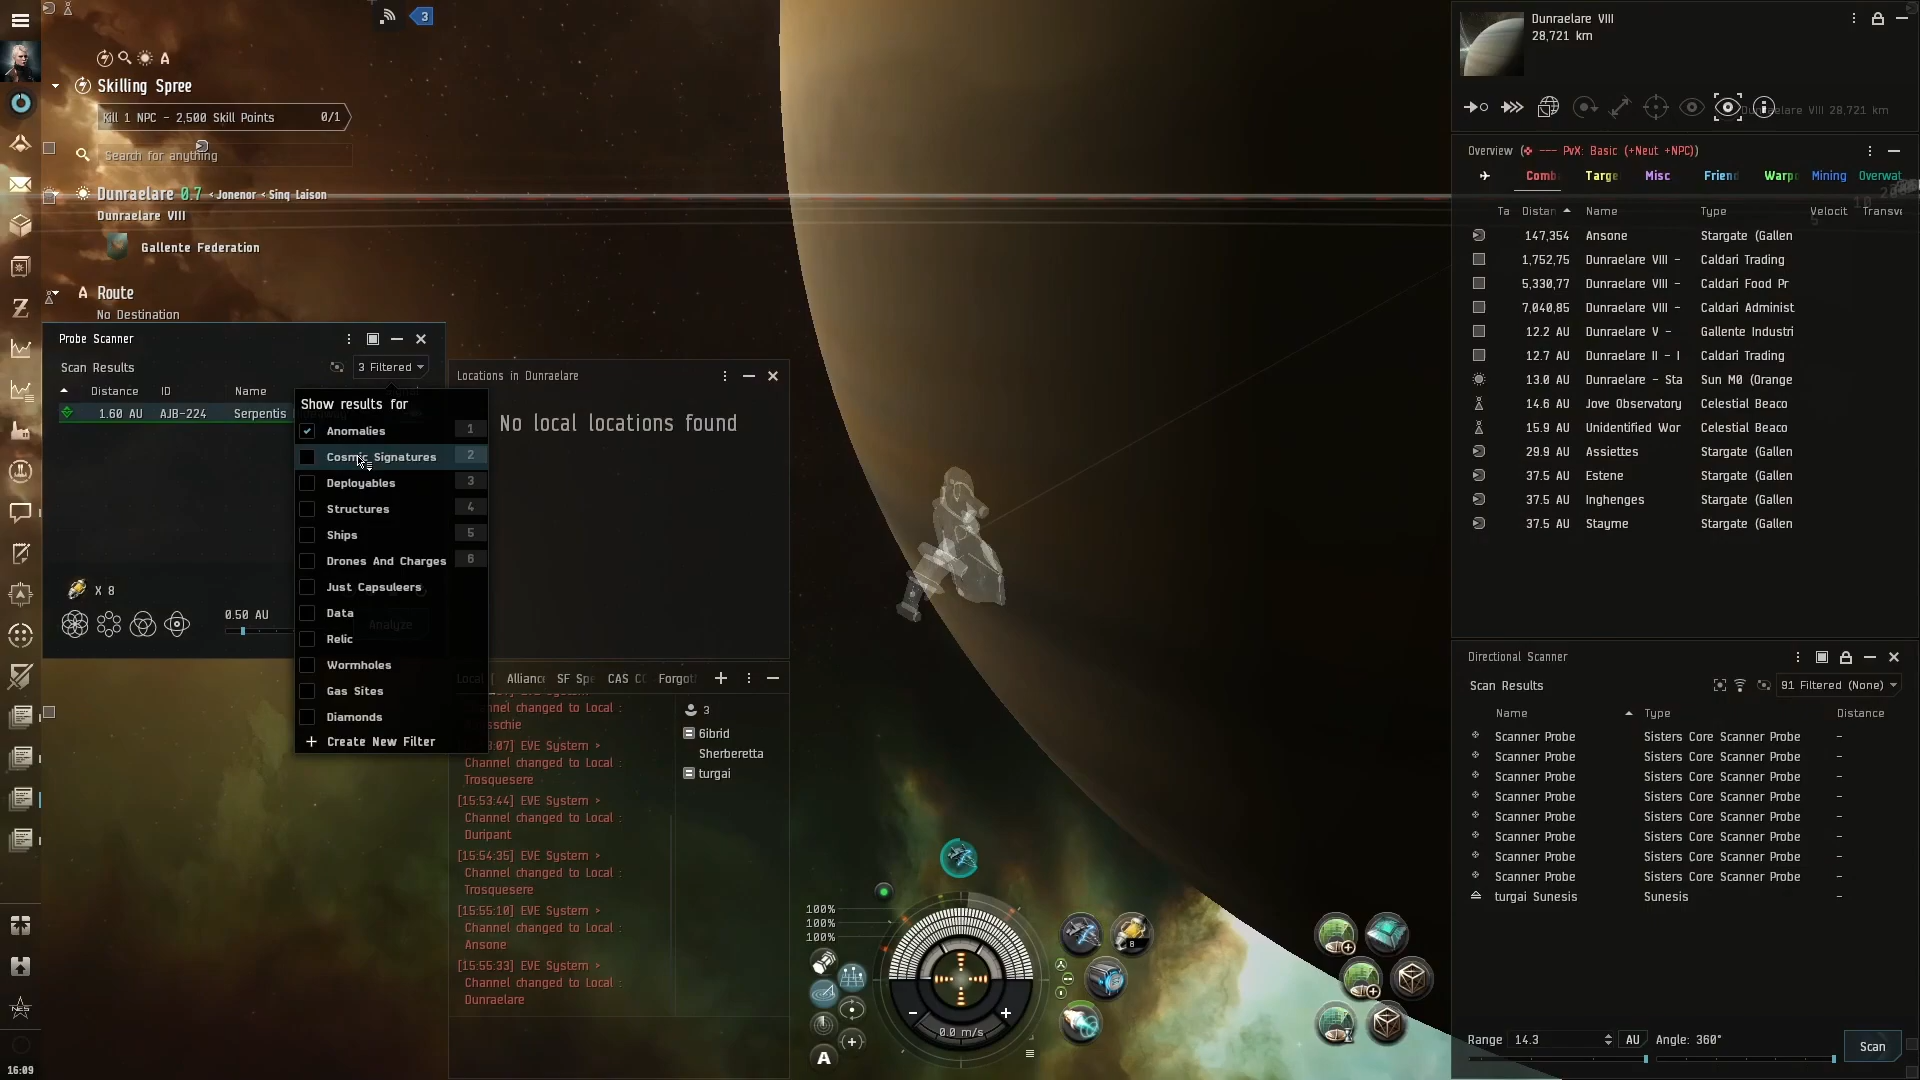 3
Skilling Spree
Kill 1 NPC - 2,500 Skill Points 0/1
Search for anything
Dunraelare 0.7 < Jonenor < Sinq Laison
Dunraelare VIII
Gallente Federation
Route
No Destination
Probe Scanner
Scan Results 3 Filtered
Distance ID Name
1.60 AU AJB-224 Serpentis
X 8
0.50 AU
Analyze
Show results for
Anomalies 1
Cosmic Signatures 2
Deployables 3
Structures 4
Ships 5
Drones And Charges 6
Just Capsuleers
Data
Relic
Wormholes
Gas Sites
Diamonds
+ Create New Filter
Locations in Dunraelare
No local locations found
Local Alliance SF Spe CAS C Forgot
Channel changed to Local :
EVE System >
Channel changed to Local :
Trosquesere
[15:53:44] EVE System >
Channel changed to Local :
Duripant
[15:54:35] EVE System >
Channel changed to Local :
Trosquesere
[15:55:10] EVE System >
Channel changed to Local :
Ansone
[15:55:33] EVE System >
Channel changed to Local :
Dunraelare
3
6ibrid
Sherberetta
turgai
100%
100%
100%
8
0.0 m/s
A
16:09
Dunraelare VIII
28,721 km
Dunraelare VIII 28,721 km
Overview (--- PvX: Basic (+Neut +NPC))
Comb Targe Misc Frien Warp Mining Overwat
Ta Distan Name Type Velocit Transve
147,354 Ansone Stargate (Gallen
1,752,75 Dunraelare VIII - Caldari Trading
5,330,77 Dunraelare VIII - Caldari Food Pr
7,040,85 Dunraelare VIII - Caldari Administ
12.2 AU Dunraelare V - Gallente Industri
12.7 AU Dunraelare II - I Caldari Trading
13.0 AU Dunraelare - Sta Sun M0 (Orange
14.6 AU Jove Observatory Celestial Beaco
15.9 AU Unidentified Wor Celestial Beaco
29.9 AU Assiettes Stargate (Gallen
37.5 AU Estene Stargate (Gallen
37.5 AU Inghenges Stargate (Gallen
37.5 AU Stayme Stargate (Gallen
Directional Scanner
Scan Results 91 Filtered (None)
Name Type Distance
Scanner Probe Sisters Core Scanner Probe -
Scanner Probe Sisters Core Scanner Probe -
Scanner Probe Sisters Core Scanner Probe -
Scanner Probe Sisters Core Scanner Probe -
Scanner Probe Sisters Core Scanner Probe -
Scanner Probe Sisters Core Scanner Probe -
Scanner Probe Sisters Core Scanner Probe -
Scanner Probe Sisters Core Scanner Probe -
turgai Sunesis Sunesis -
Range 14.3 AU Angle: 360° Scan